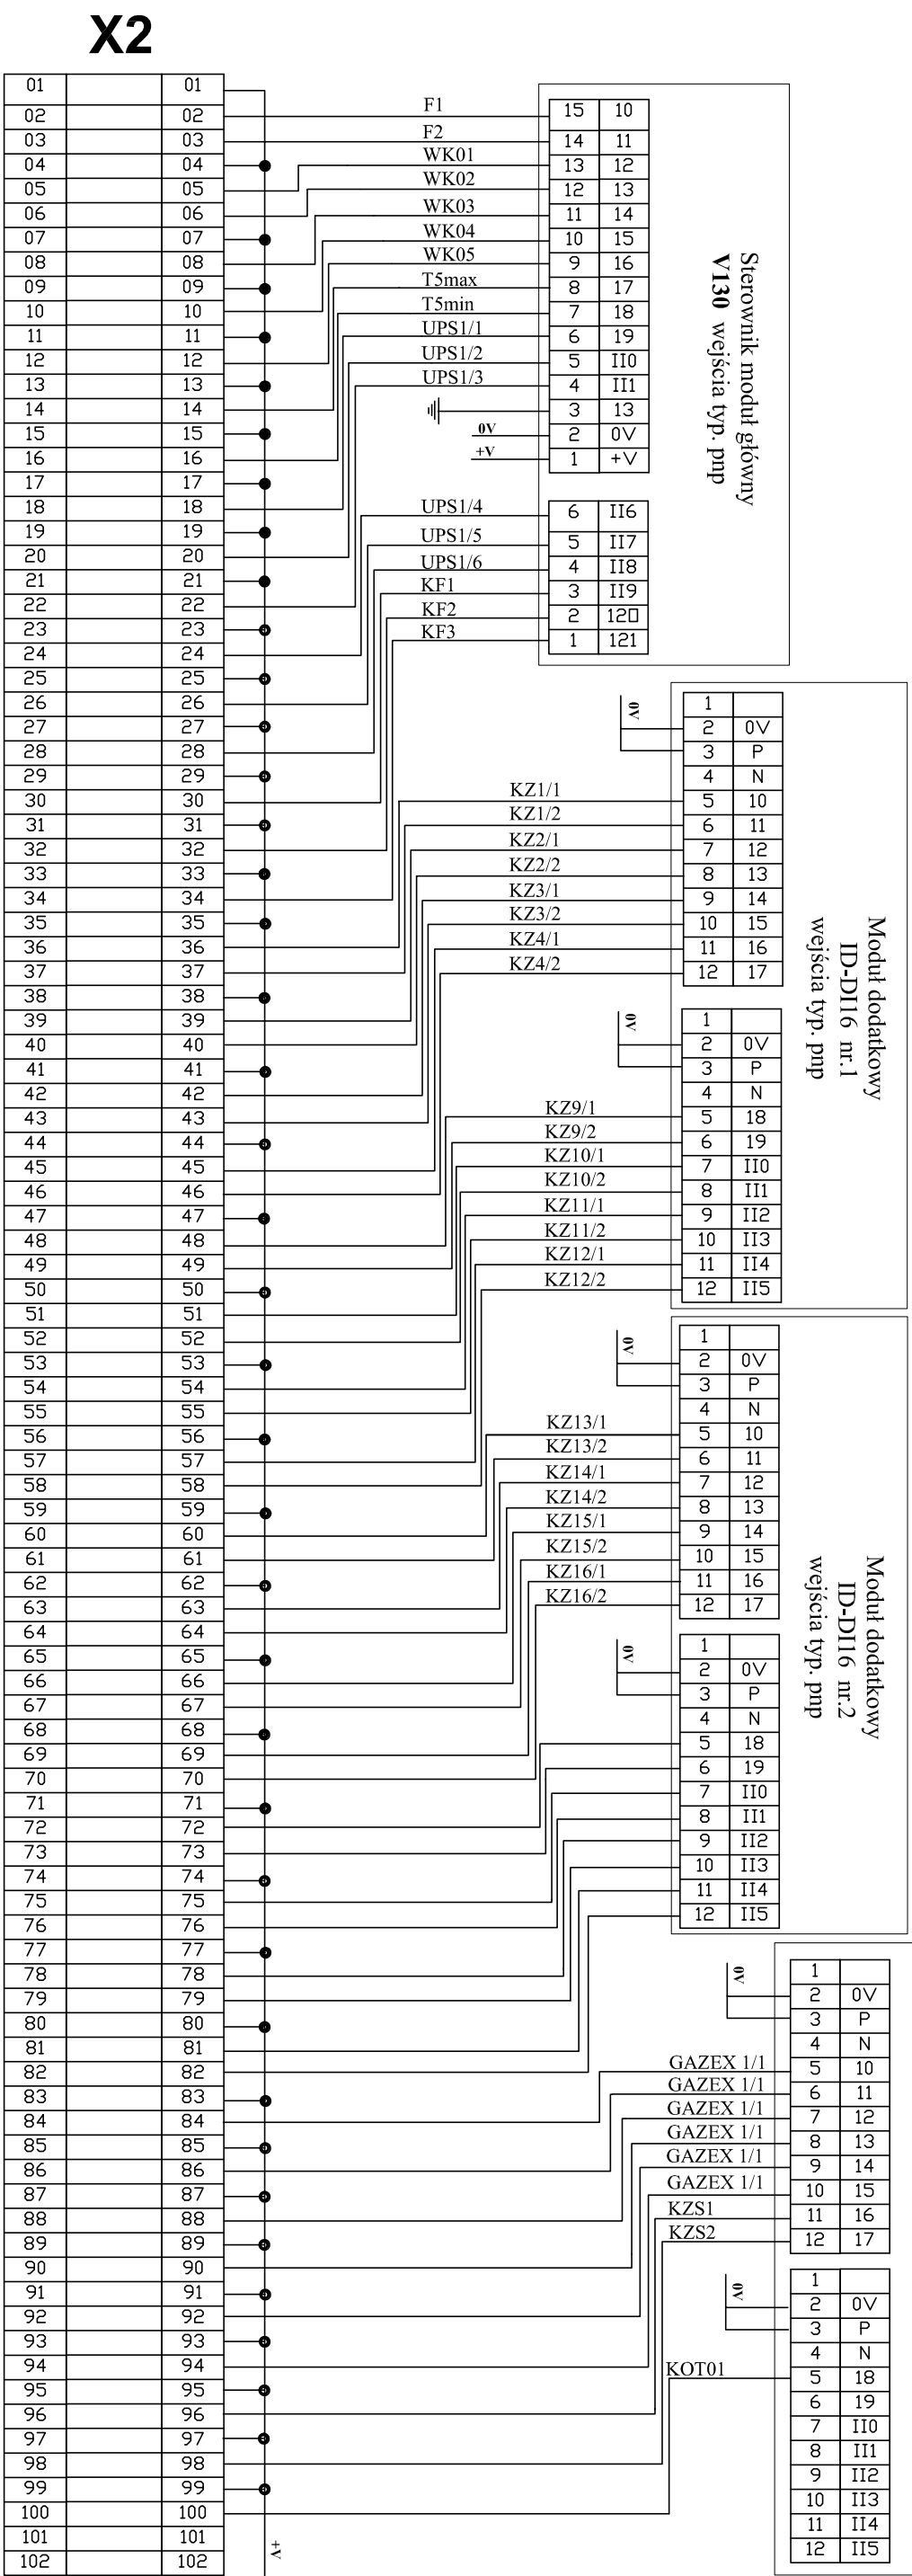 X2
01 01
02 02
03 03
04 04
05 05
06 06
07 07
08 08
09 09
10 10
11 11
12 12
13 13
14 14
15 15
16 16
17 17
18 18
19 19
20 20
21 21
22 22
23 23
24 24
25 25
26 26
27 27
28 28
29 29
30 30
31 31
32 32
33 33
34 34
35 35
36 36
37 37
38 38
39 39
40 40
41 41
42 42
43 43
44 44
45 45
46 46
47 47
48 48
49 49
50 50
51 51
52 52
53 53
54 54
55 55
56 56
57 57
58 58
59 59
60 60
61 61
62 62
63 63
64 64
65 65
66 66
67 67
68 68
69 69
70 70
71 71
72 72
73 73
74 74
75 75
76 76
77 77
78 78
79 79
80 80
81 81
82 82
83 83
84 84
85 85
86 86
87 87
88 88
89 89
90 90
91 91
92 92
93 93
94 94
95 95
96 96
97 97
98 98
99 99
100 100
101 101
102 102
+V
F1 15 10
F2 14 11
WK01 13 12
WK02 12 13
WK03 11 14
WK04 10 15
WK05 9 16
T5max 8 17
T5min 7 18
UPS1/1 6 19
UPS1/2 5 II0
UPS1/3 4 II1
3 13
0V 2 0V
+V 1 +V
UPS1/4 6 II6
UPS1/5 5 II7
UPS1/6 4 II8
KF1 3 II9
KF2 2 120
KF3 1 121
Sterownik moduł główny
V130 wejścia typ. pnp
0V
1
2 0V
3 P
4 N
KZ1/1 5 10
KZ1/2 6 11
KZ2/1 7 12
KZ2/2 8 13
KZ3/1 9 14
KZ3/2 10 15
KZ4/1 11 16
KZ4/2 12 17
0V
1
2 0V
3 P
4 N
KZ9/1 5 18
KZ9/2 6 19
KZ10/1 7 II0
KZ10/2 8 II1
KZ11/1 9 II2
KZ11/2 10 II3
KZ12/1 11 II4
KZ12/2 12 II5
Moduł dodatkowy
ID-DI16 nr.1
wejścia typ. pnp
0V
1
2 0V
3 P
4 N
KZ13/1 5 10
KZ13/2 6 11
KZ14/1 7 12
KZ14/2 8 13
KZ15/1 9 14
KZ15/2 10 15
KZ16/1 11 16
KZ16/2 12 17
0V
1
2 0V
3 P
4 N
5 18
6 19
7 II0
8 II1
9 II2
10 II3
11 II4
12 II5
Moduł dodatkowy
ID-DI16 nr.2
wejścia typ. pnp
0V
1
2 0V
3 P
4 N
GAZEX 1/1 5 10
GAZEX 1/1 6 11
GAZEX 1/1 7 12
GAZEX 1/1 8 13
GAZEX 1/1 9 14
GAZEX 1/1 10 15
KZS1 11 16
KZS2 12 17
0V
1
2 0V
3 P
4 N
KOT01 5 18
6 19
7 II0
8 II1
9 II2
10 II3
11 II4
12 II5